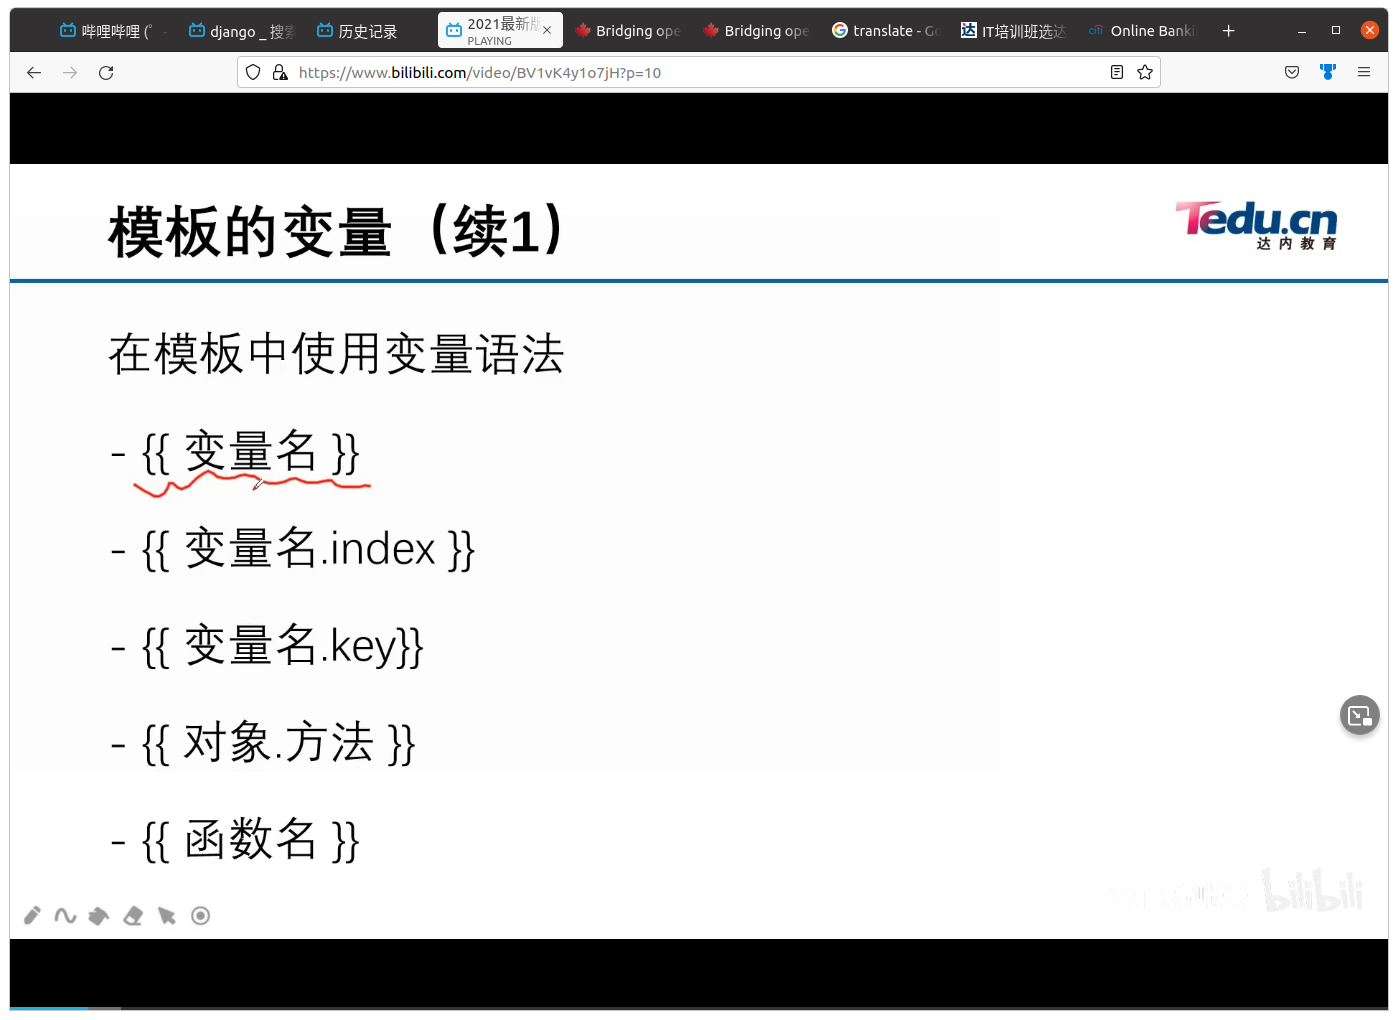 哔哩哔哩 (゜
django _ 搜索
历史记录
2021最新版
PLAYING
Bridging ope
Bridging ope
translate - Go
IT培训班选达
citi Online Banki
https://www.bilibili.com/video/BV1vK4y1o7jH?p=10
模板的变量（续1）
Tedu.cn
达内教育
在模板中使用变量语法
- {{ 变量名 }}
- {{ 变量名.index }}
- {{ 变量名.key}}
- {{ 对象.方法 }}
- {{ 函数名 }}
bilibili